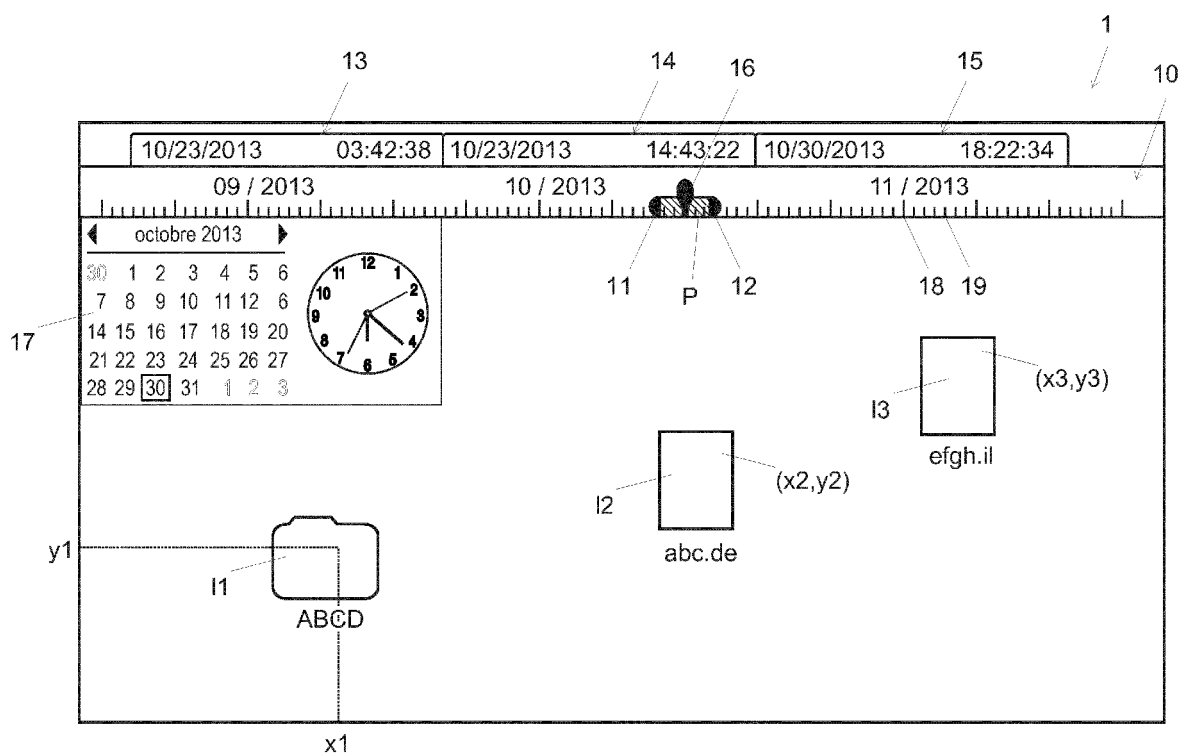 1
13 14 16 15 10
10/23/2013 03:42:38 10/23/2013 14:43:22 10/30/2013 18:22:34
09 / 2013 10 / 2013 11 / 2013
octobre 2013
11 P 12 18 19
30 1 2 3 4 5 6
7 8 9 10 11 12 6
14 15 16 17 18 19 20
21 22 23 24 25 26 27
28 29 30 31 1 2 3
17
12 1 2 3 4 5 6 7 8 9 10 11
I3 (x3,y3)
efgh.il
I2 (x2,y2)
abc.de
y1
I1
ABCD
x1